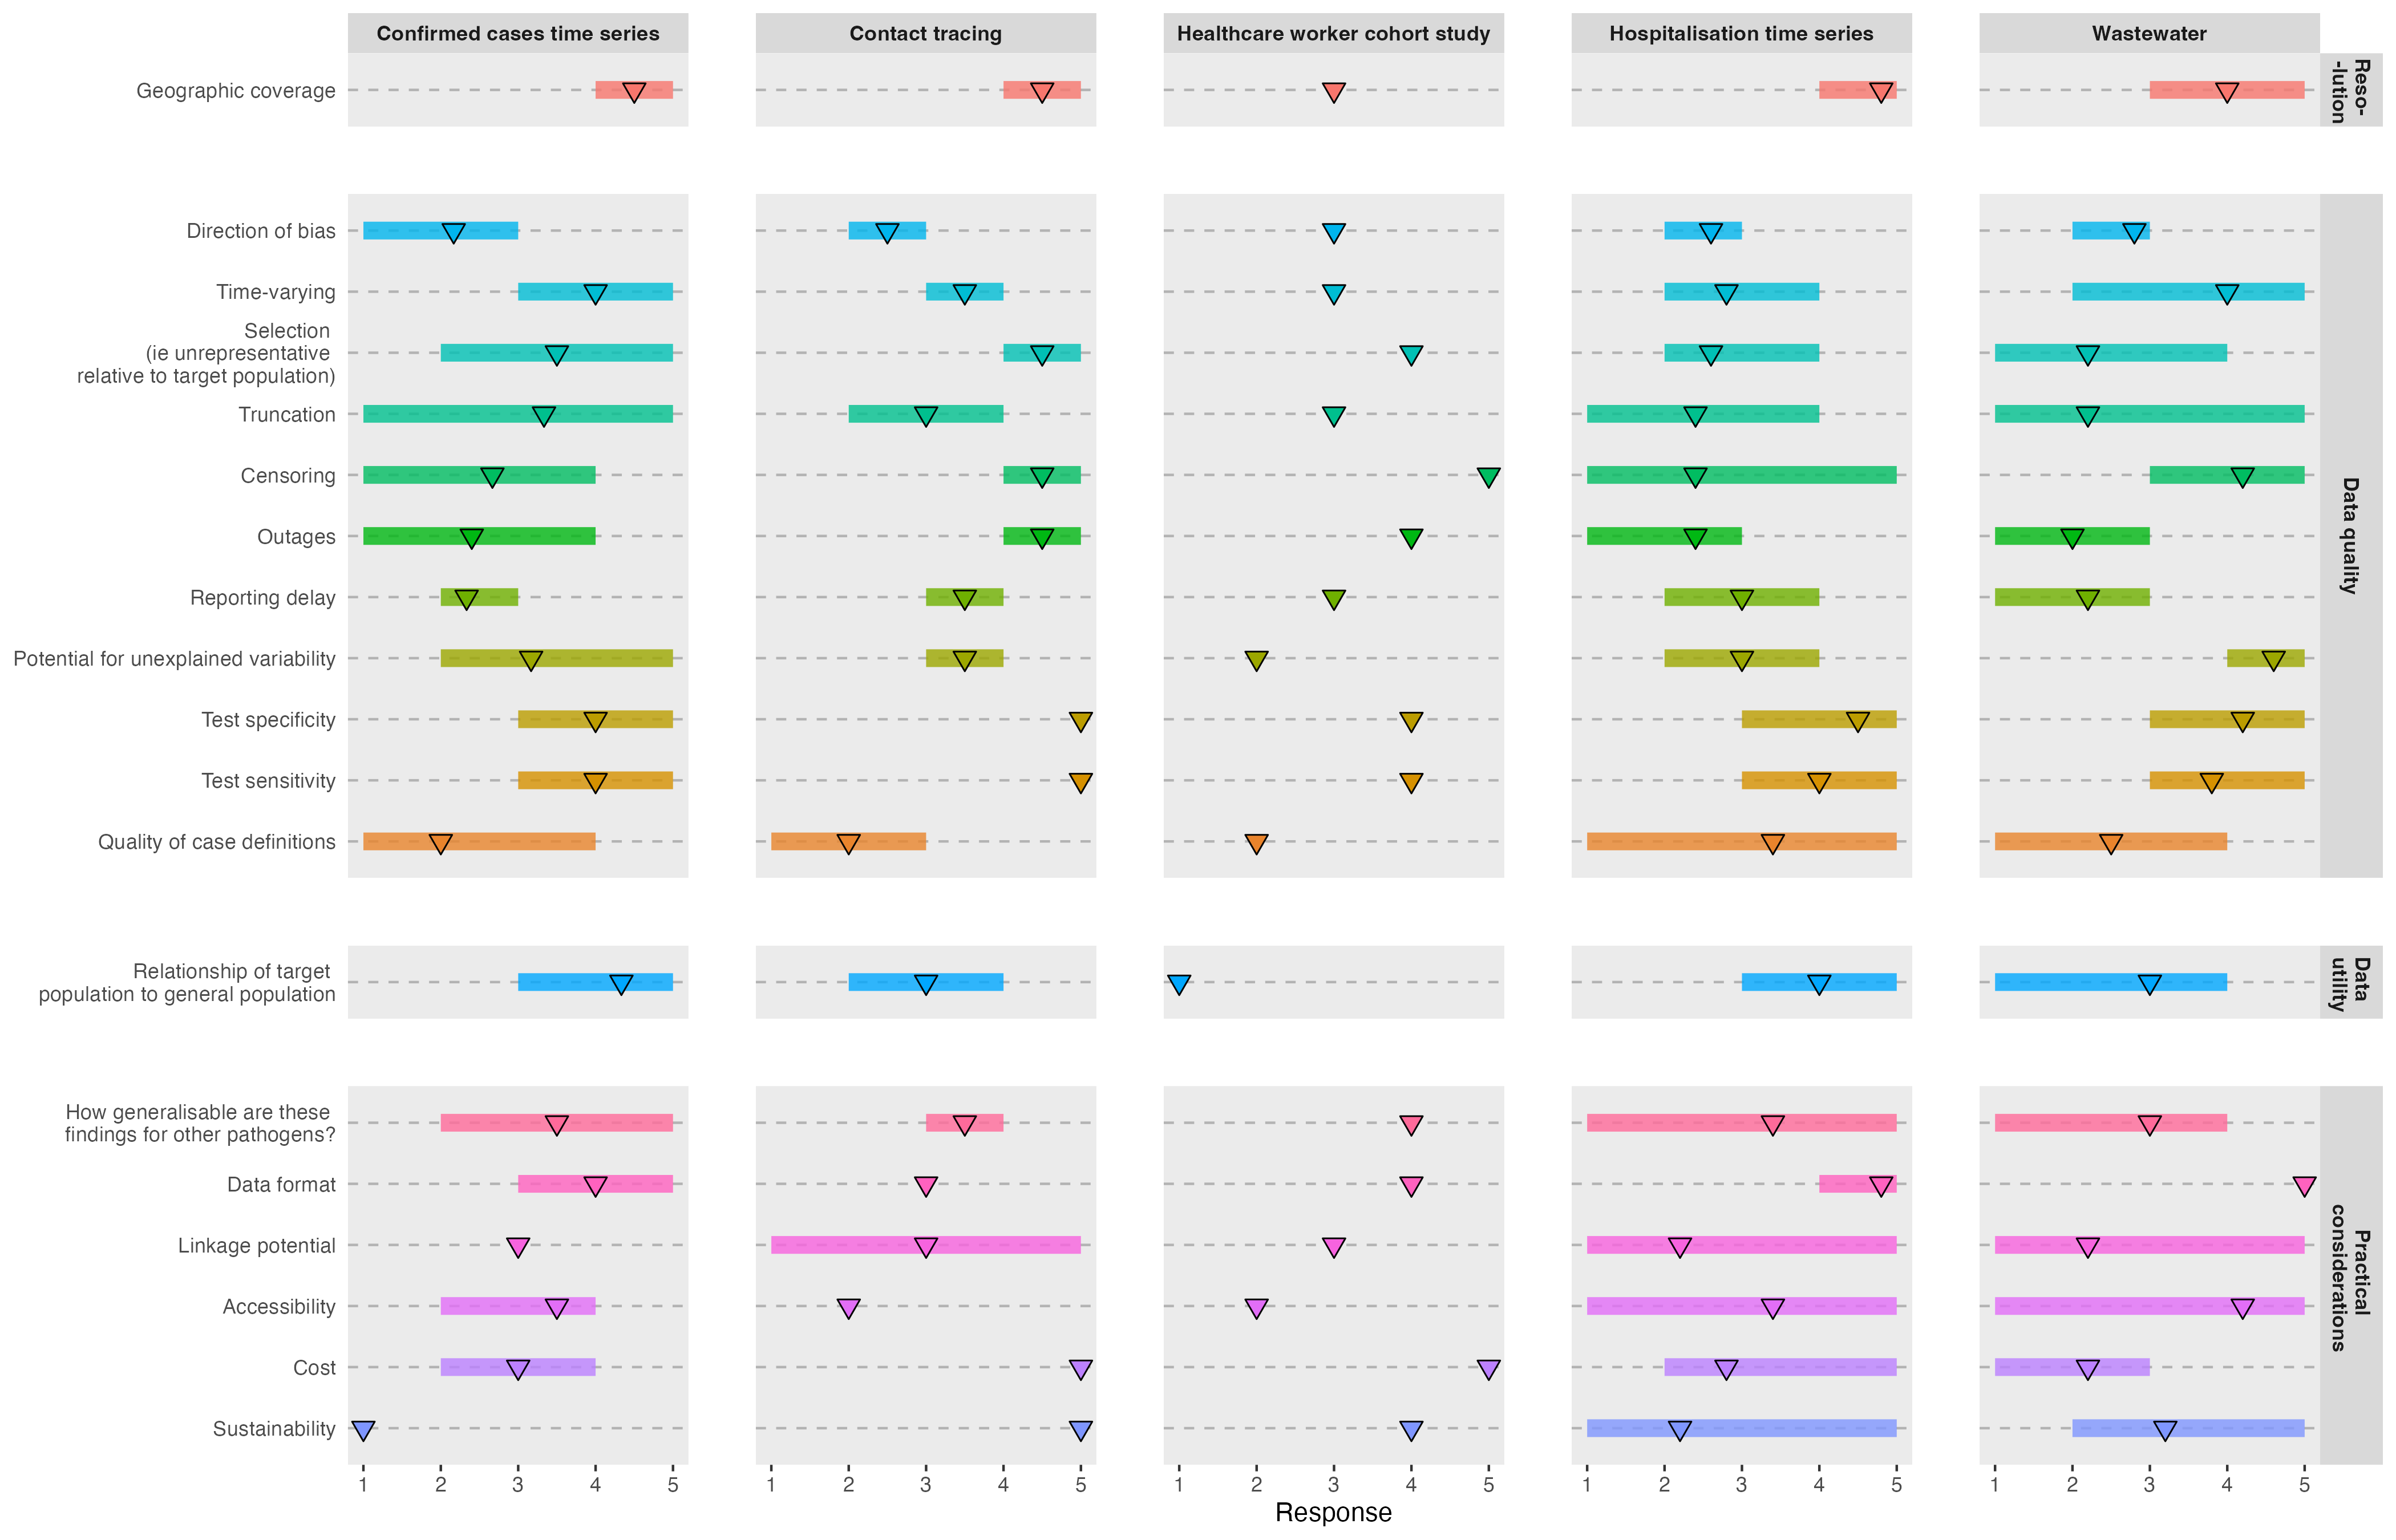 Confirmed cases time series
Contact tracing
Healthcare worker cohort study
Hospitalisation time series
Wastewater
Geographic coverage
Reso-
-lution
Direction of bias
Time-varying
Selection
(ie unrepresentative
relative to target population)
Truncation
Censoring
Outages
Reporting delay
Potential for unexplained variability
Test specificity
Test sensitivity
Quality of case definitions
Data quality
Relationship of target
population to general population
Data
utility
How generalisable are these
findings for other pathogens?
Data format
Linkage potential
Accessibility
Cost
Sustainability
Practical
considerations
1 2 3 4 5
1 2 3 4 5
1 2 3 4 5
1 2 3 4 5
1 2 3 4 5
Response